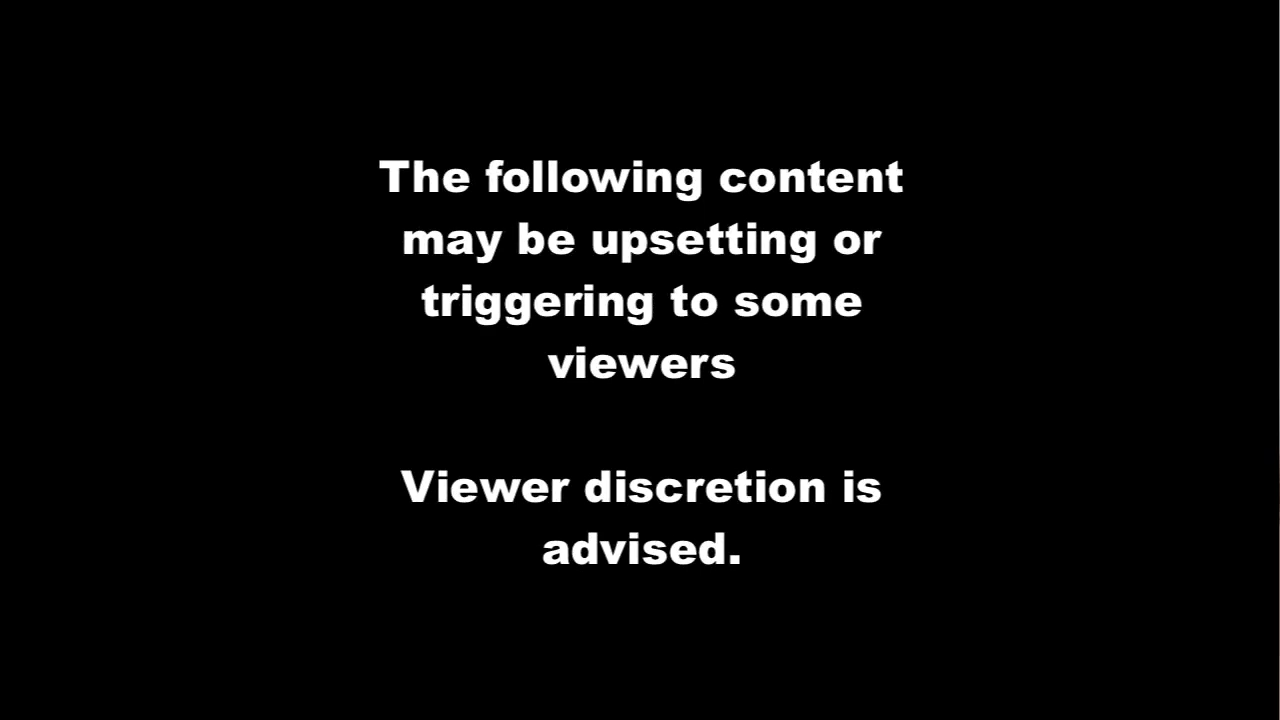 The following content
may be upsetting or
triggering to some
viewers
Viewer discretion is
advised.